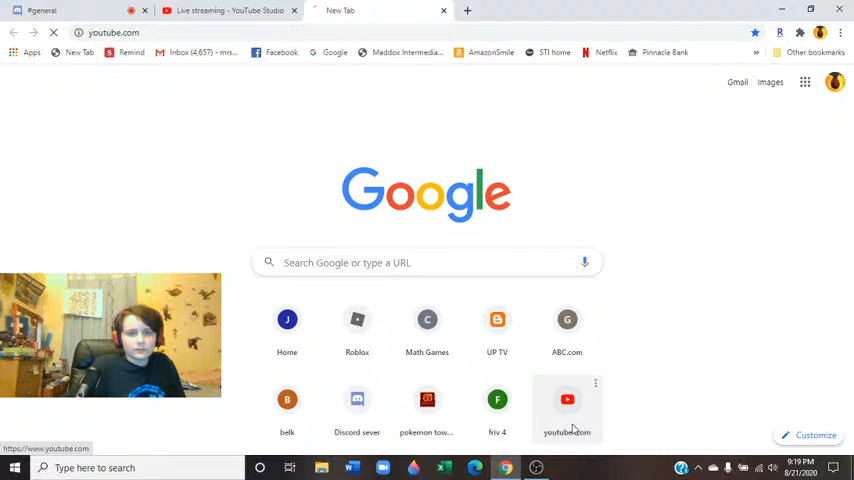 #general
Live streaming - YouTube Studio
New Tab
youtube.com
Apps
New Tab
Remind
Inbox (4,657) - mrs...
Facebook
Google
Maddox Intermedia...
AmazonSmile
STI home
Netflix
Pinnacle Bank
Other bookmarks
Gmail
Images
Google
Search Google or type a URL
J
C
G
Home
Roblox
Math Games
UP TV
ABC.com
B
F
belk
Discord sever
pokemon tow...
friv 4
youtube.com
Customize
https://www.youtube.com
Type here to search
9:19 PM
8/21/2020